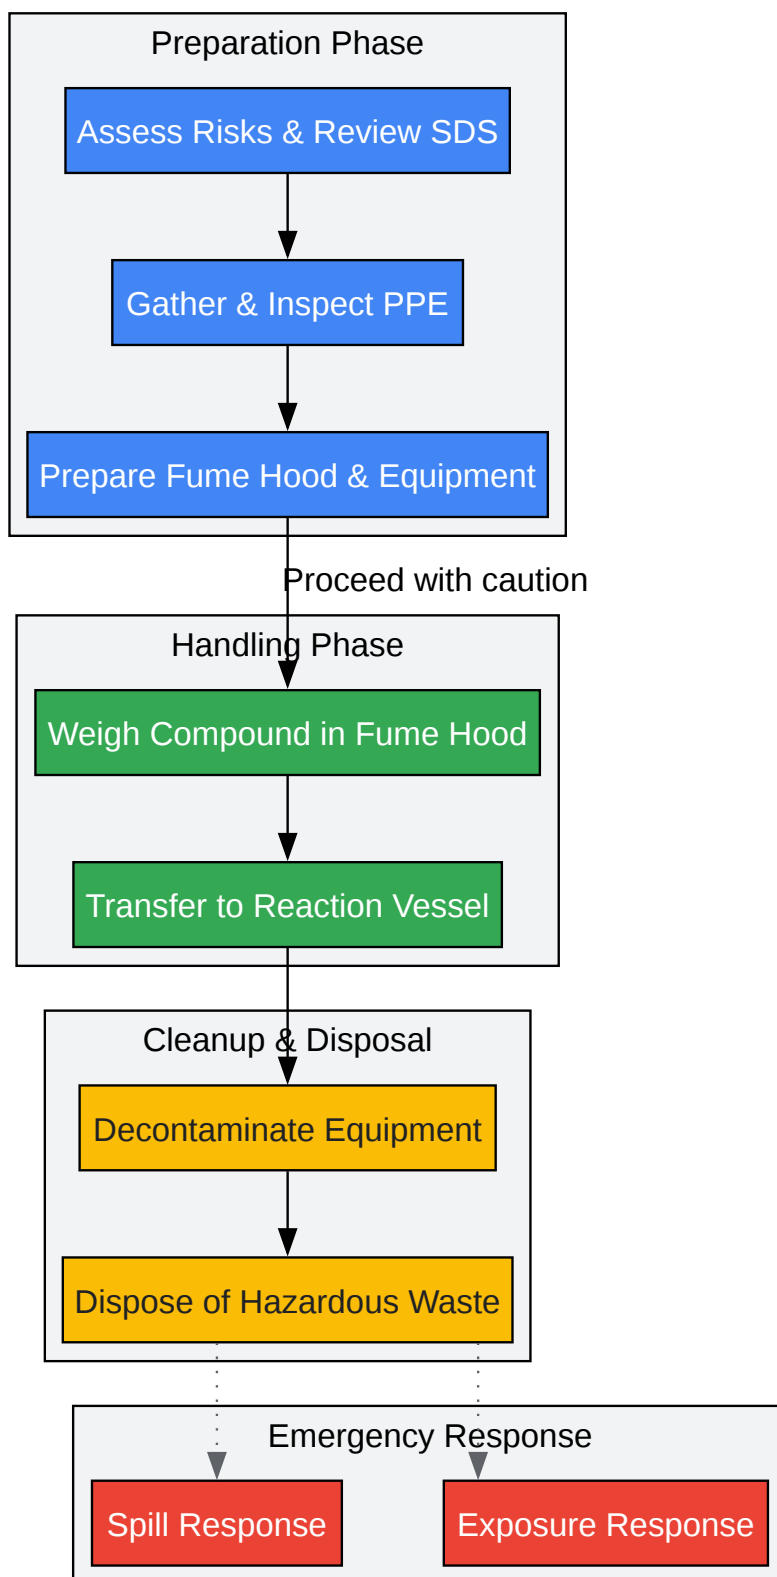 Preparation Phase
Assess Risks & Review SDS
Gather & Inspect PPE
Prepare Fume Hood & Equipment
Proceed with caution
Handling Phase
Weigh Compound in Fume Hood
Transfer to Reaction Vessel
Cleanup & Disposal
Decontaminate Equipment
Dispose of Hazardous Waste
Emergency Response
Spill Response
Exposure Response